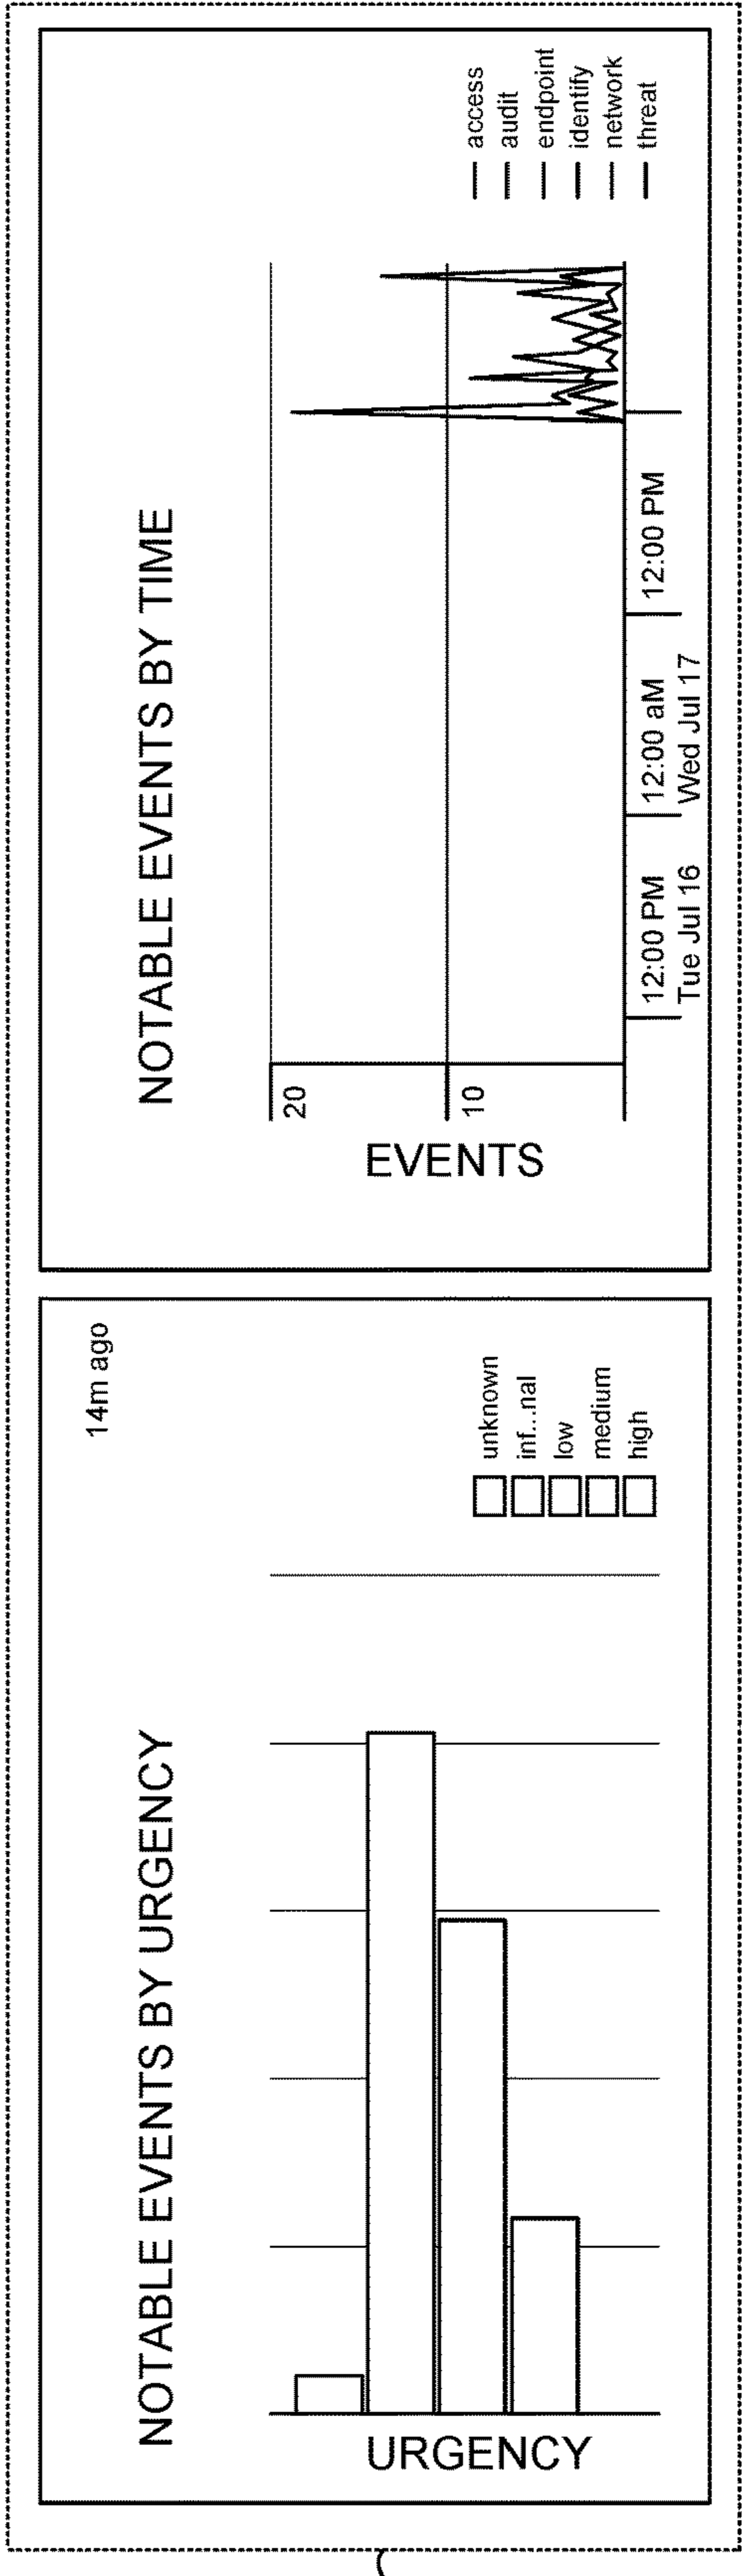 NOTABLE EVENTS BY URGENCY
14m ago
URGENCY
unknown
inf...nal
low
medium
high
NOTABLE EVENTS BY TIME
EVENTS
20
10
12:00 PM
Tue Jul 16
12:00 aM
Wed Jul 17
12:00 PM
access
audit
endpoint
identify
network
threat